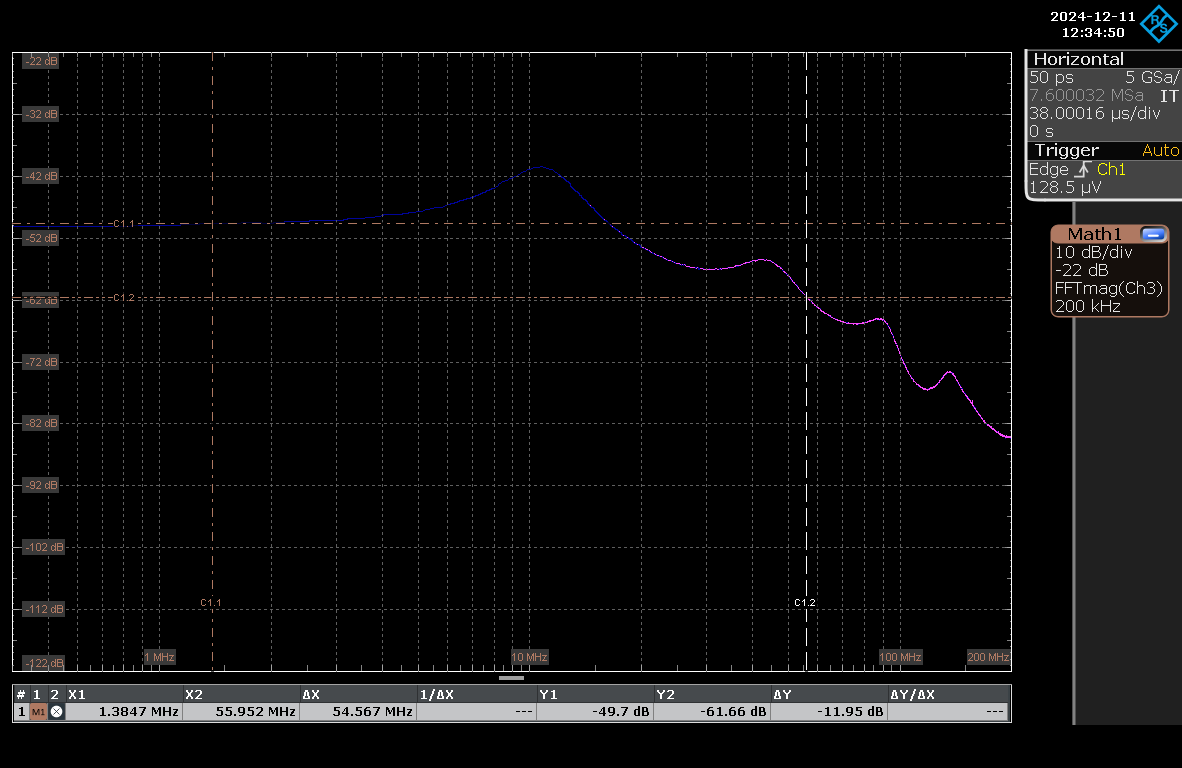 2024-12-11
12:34:50
R S
Horizontal
50 ps 5 GSa/
7.600032 MSa IT
38.00016 µs/div
0 s
Trigger Auto
Edge Ch1
128.5 µV
Math1
10 dB/div
-22 dB
FFTmag(Ch3)
200 kHz
-22 dB
-32 dB
-42 dB
C1.1
-52 dB
-62 dB
C1.2
-72 dB
-82 dB
-92 dB
-102 dB
C1.1
C1.2
-112 dB
-122 dB
1 MHz
10 MHz
100 MHz
200 MHz
# 1 2 X1 X2 ΔX 1/ΔX Y1 Y2 ΔY ΔY/ΔX
1 M1 1.3847 MHz 55.952 MHz 54.567 MHz --- -49.7 dB -61.66 dB -11.95 dB ---